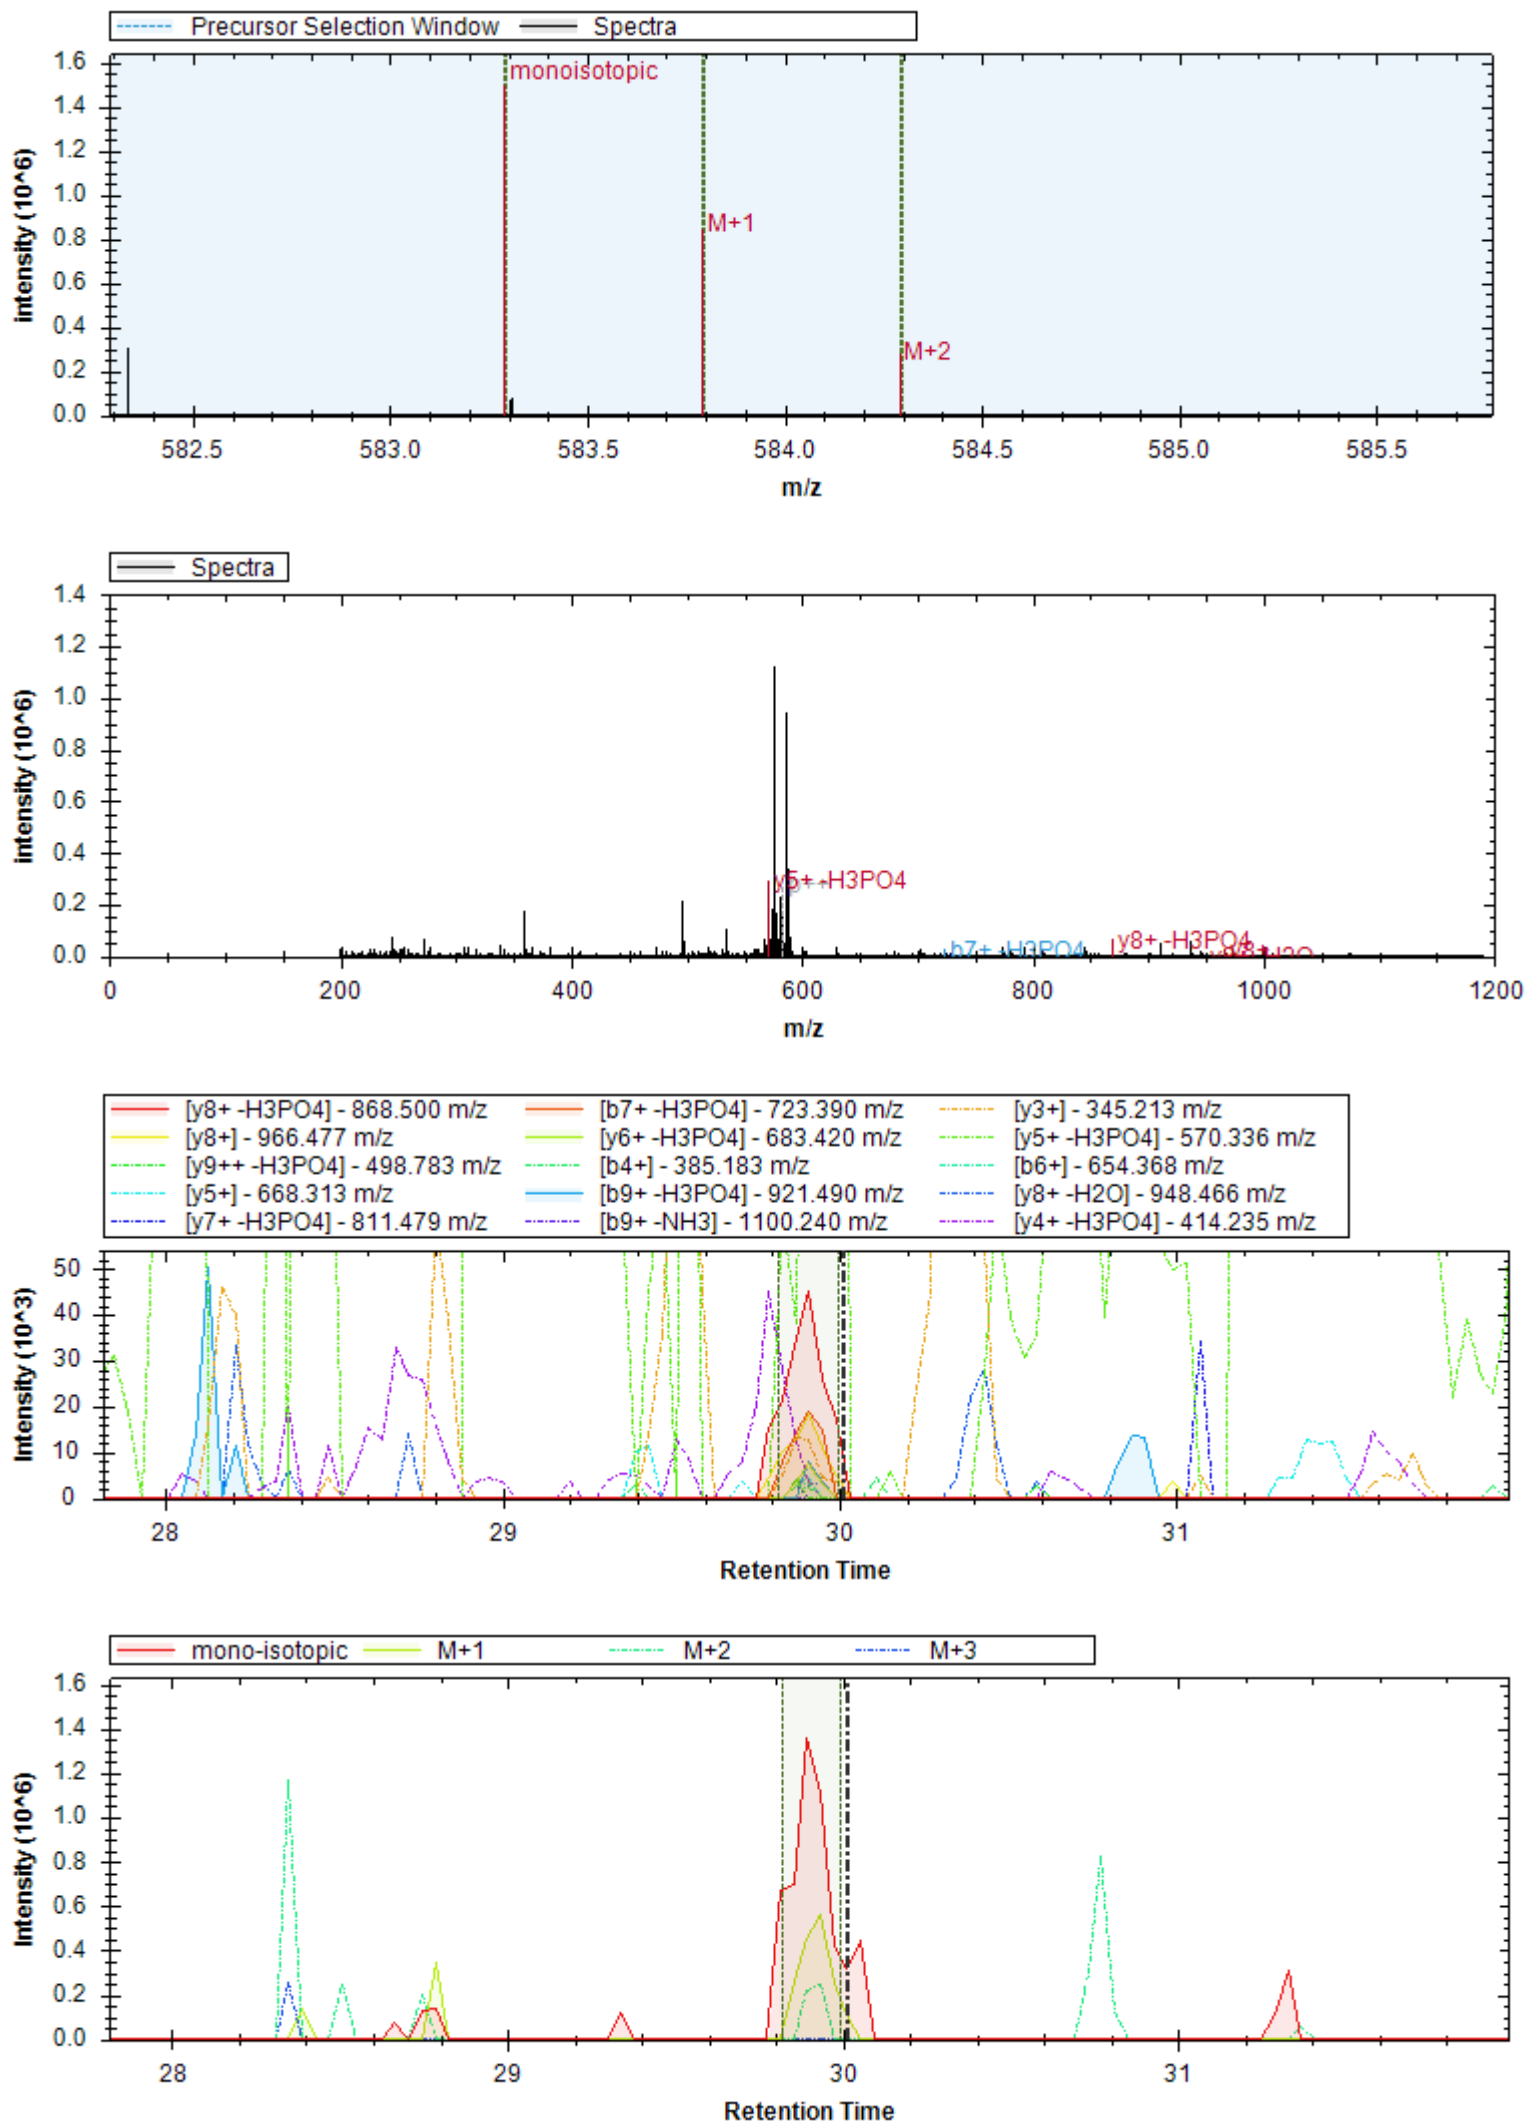 Precursor Selection Window Spectra
1.6
1.4
1.2
1.0
0.8
0.6
0.4
0.2
0.0
intensity (10^6)
monoisotopic
M+1
M+2
582.5 583.0 583.5 584.0 584.5 585.0 585.5
m/z
Spectra
1.4
1.2
1.0
0.8
0.6
0.4
0.2
0.0
intensity (10^6)
y5+ -H3PO4
b7+ -H3PO4
y8+ -H3PO4
0 200 400 600 800 1000 1200
m/z
[y8+ -H3PO4] - 868.500 m/z [b7+ -H3PO4] - 723.390 m/z [y3+] - 345.213 m/z
[y8+] - 966.477 m/z [y6+ -H3PO4] - 683.420 m/z [y5+ -H3PO4] - 570.336 m/z
[y9++ -H3PO4] - 498.783 m/z [b4+] - 385.183 m/z [b6+] - 654.368 m/z
[y5+] - 668.313 m/z [b9+ -H3PO4] - 921.490 m/z [y8+ -H2O] - 948.466 m/z
[y7+ -H3PO4] - 811.479 m/z [b9+ -NH3] - 1100.240 m/z [y4+ -H3PO4] - 414.235 m/z
50
40
30
20
10
0
Intensity (10^3)
28 29 30 31
Retention Time
mono-isotopic M+1 M+2 M+3
1.6
1.4
1.2
1.0
0.8
0.6
0.4
0.2
0.0
Intensity (10^6)
28 29 30 31
Retention Time